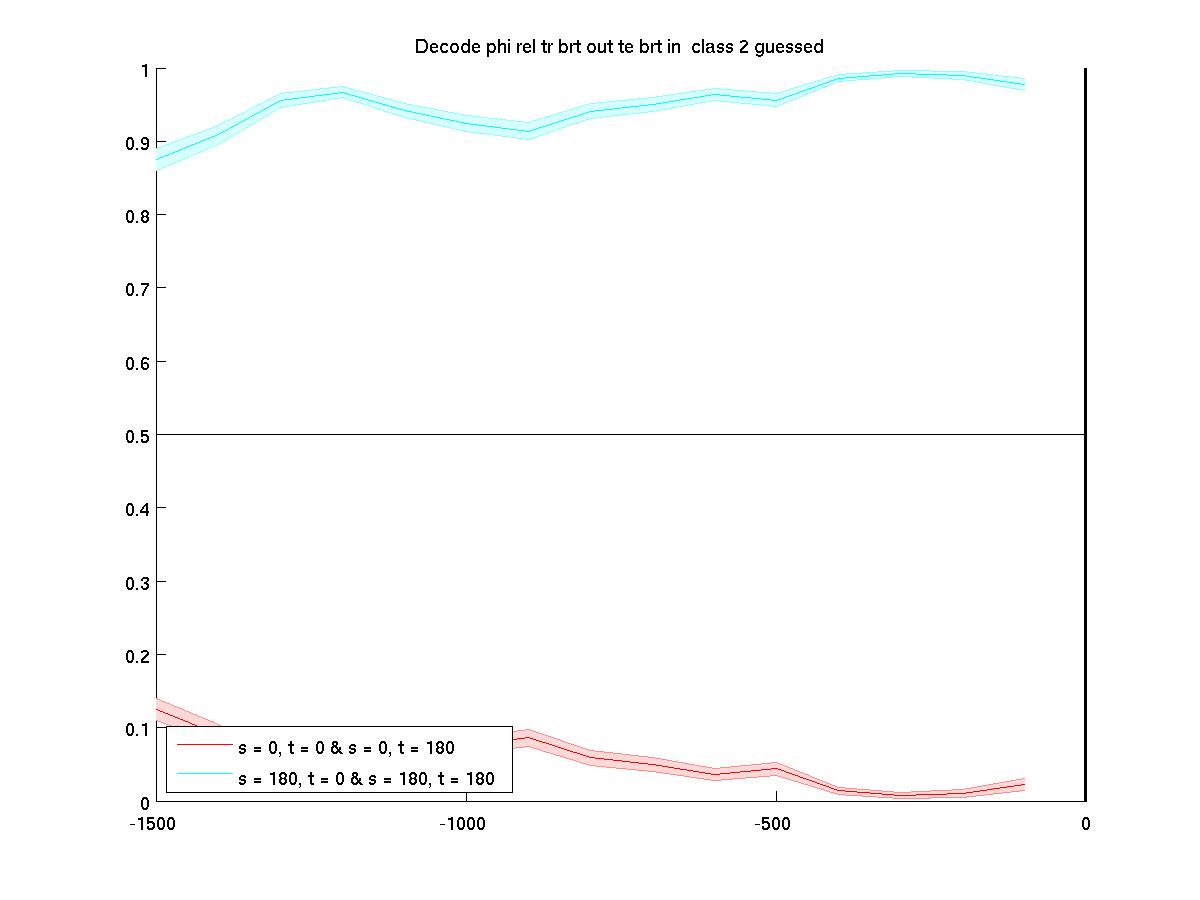 Decode phi rel tr brt out te brt in  class 2 guessed
1
0.9
0.8
0.7
0.6
0.5
0.4
0.3
0.2
0.1
0
s = 0, t = 0 & s = 0, t = 180
s = 180, t = 0 & s = 180, t = 180
-1500 -1000 -500 0